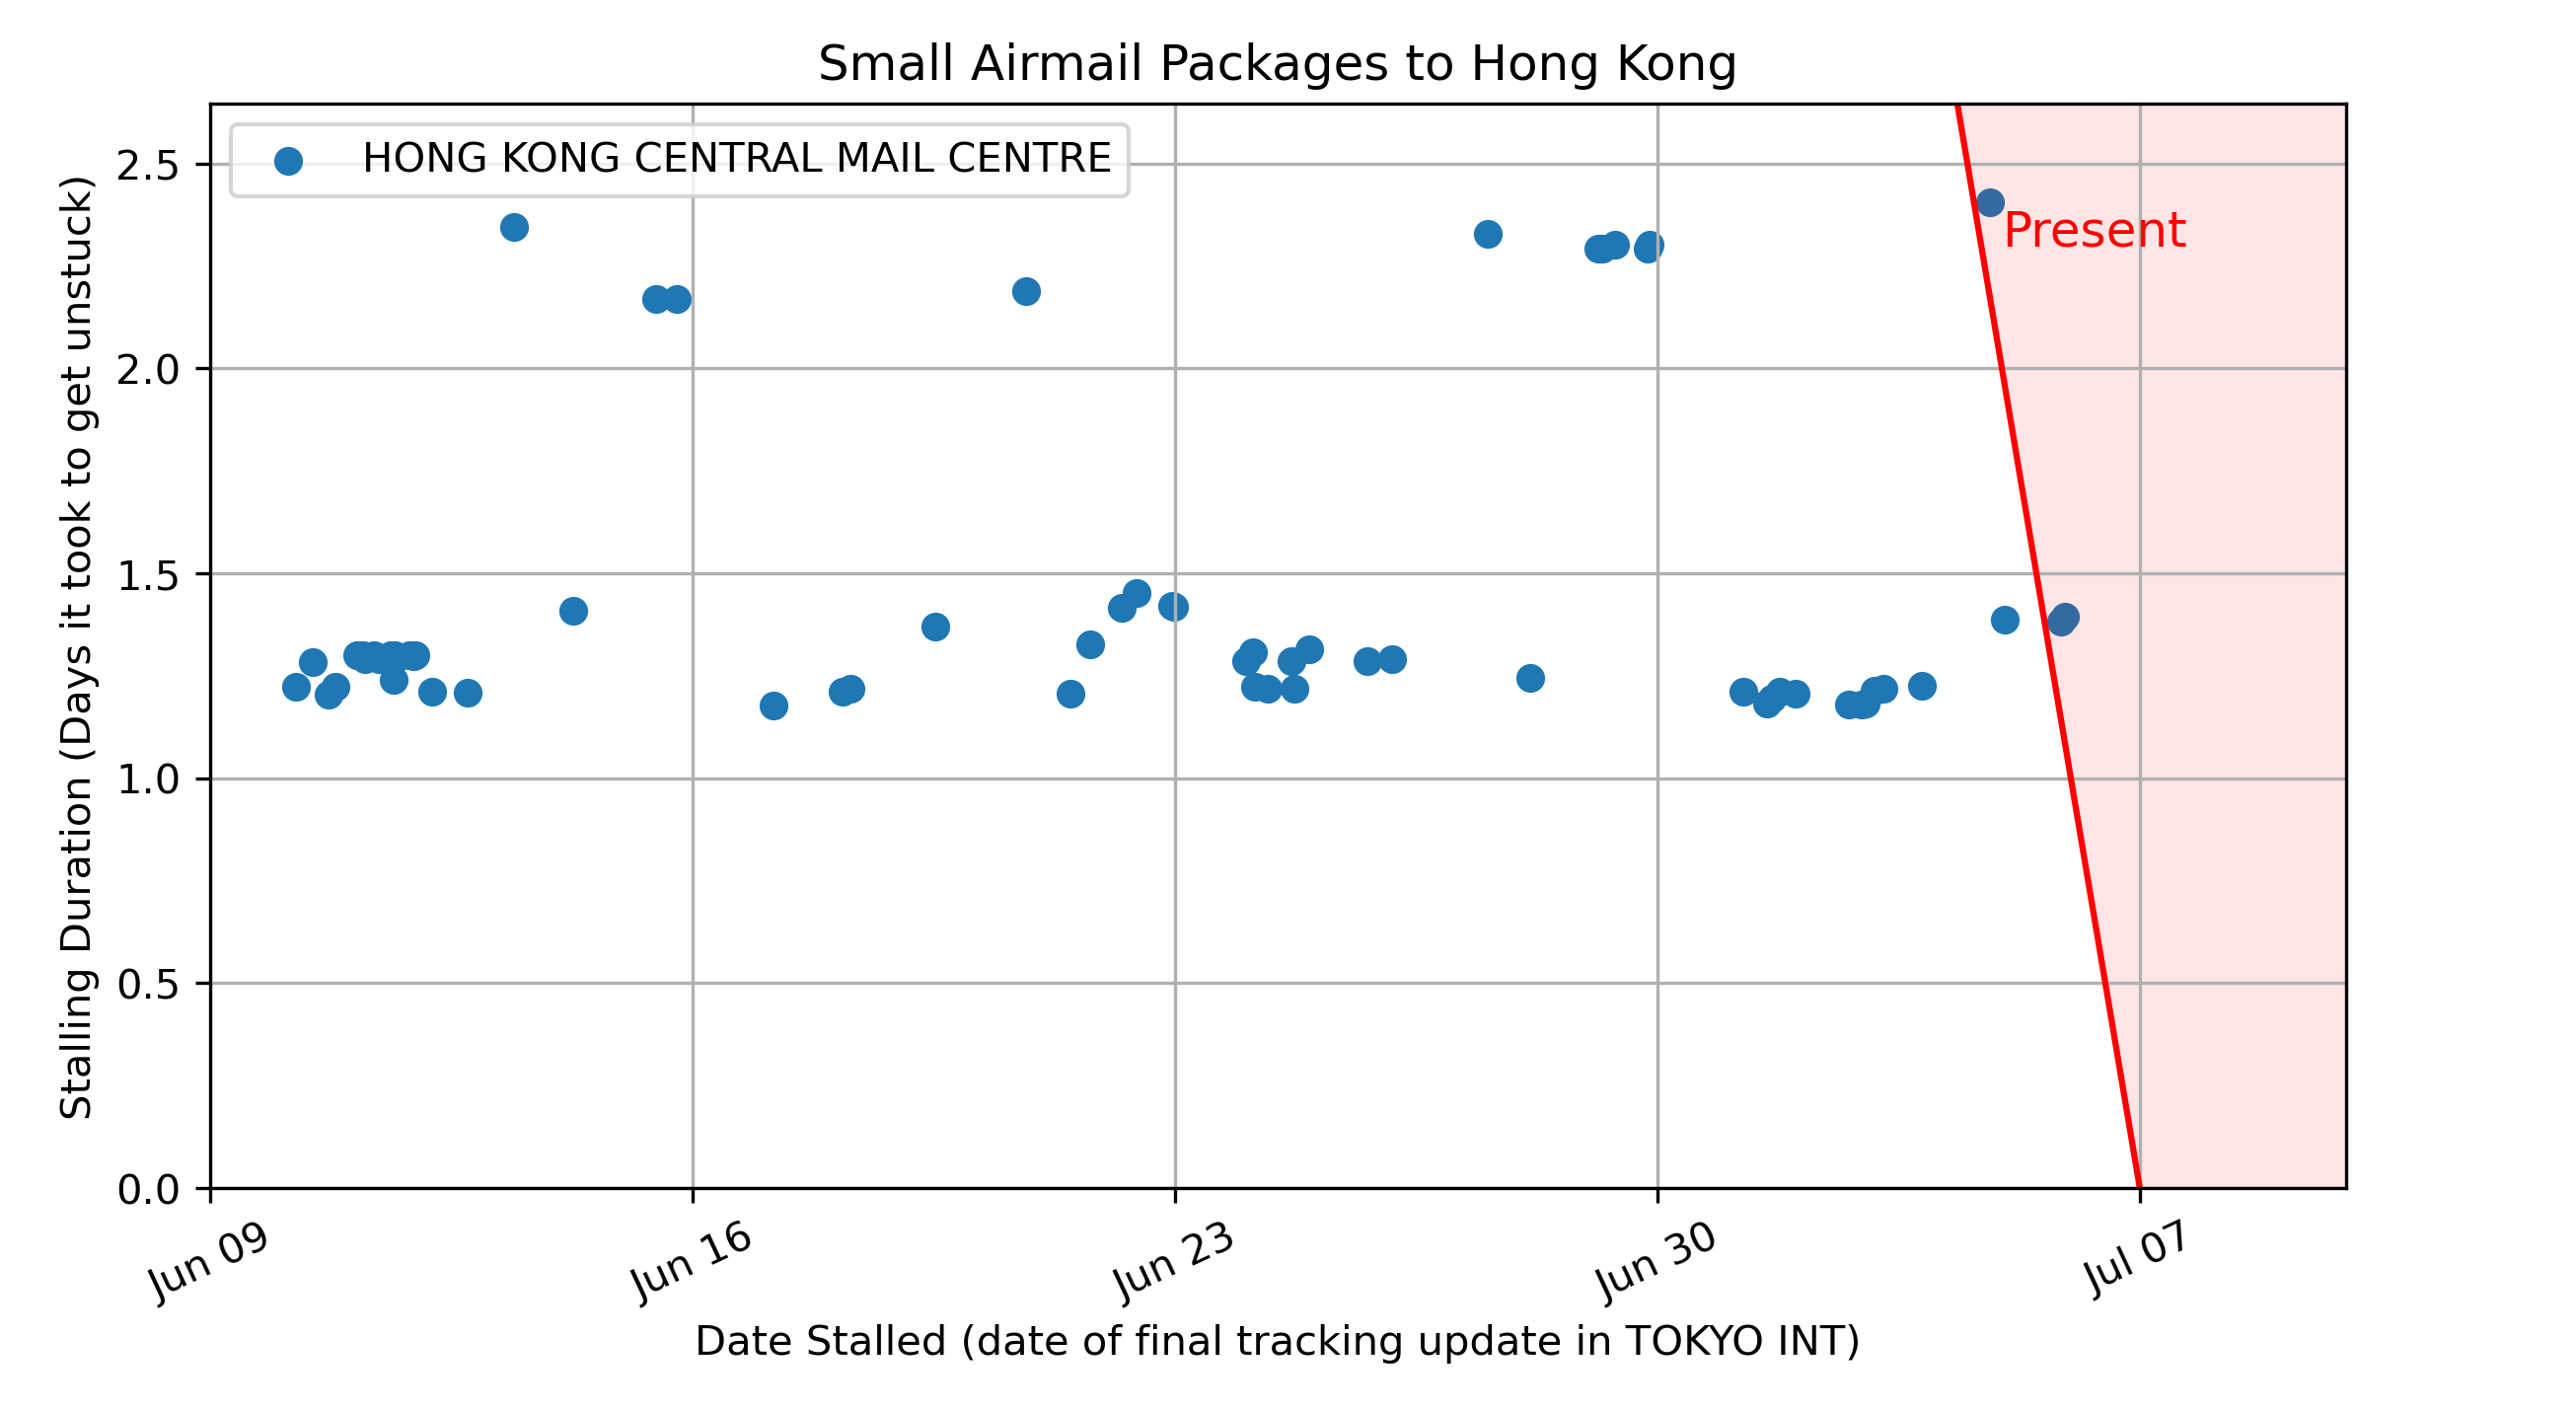 Small Airmail Packages to Hong Kong
HONG KONG CENTRAL MAIL CENTRE
Present
Stalling Duration (Days it took to get unstuck)
2.5
2.0
1.5
1.0
0.5
0.0
Jun 09
Jun 16
Jun 23
Jun 30
Jul 07
Date Stalled (date of final tracking update in TOKYO INT)